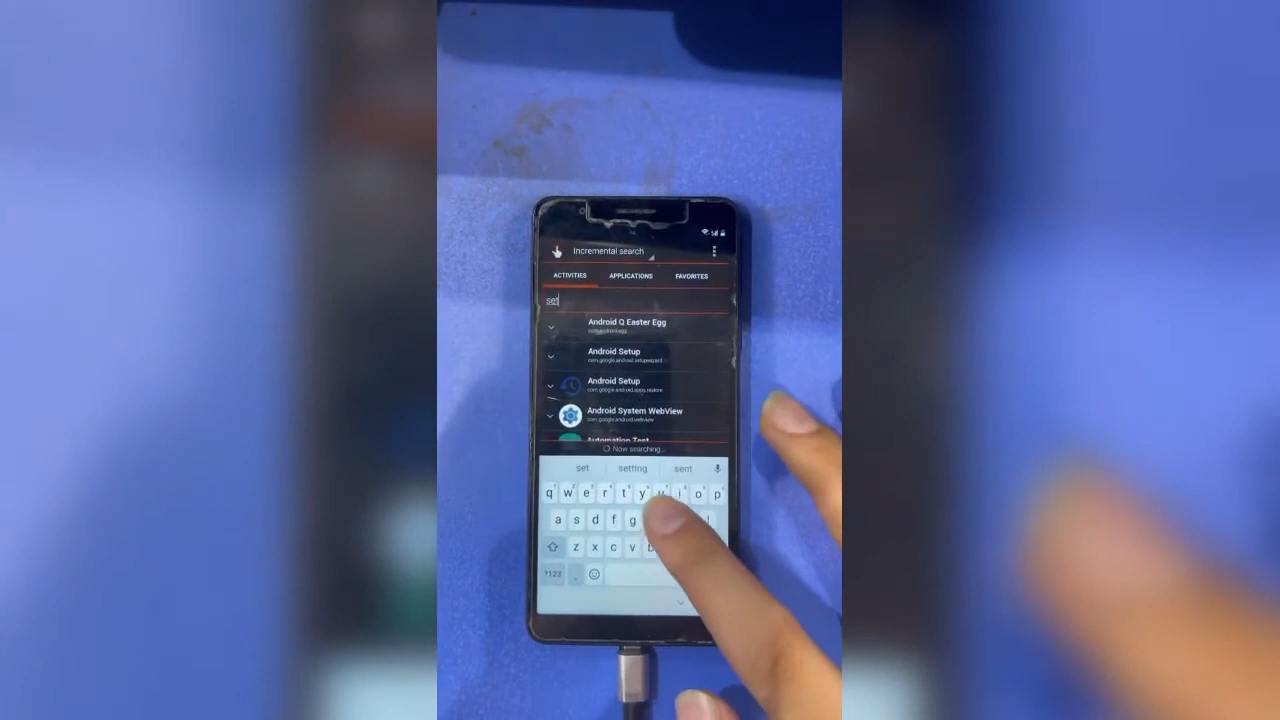 Incremental search
ACTIVITIES APPLICATIONS FAVORITES
set
Android Q Easter Egg
com.android.egg
Android Setup
com.google.android.setupwizard
Android Setup
com.google.android.apps.restore
Android System WebView
com.google.android.webview
Automation Test
Now searching...
set setting sent
q w e r t y u i o p
a s d f g
z x c v b
?123 ,